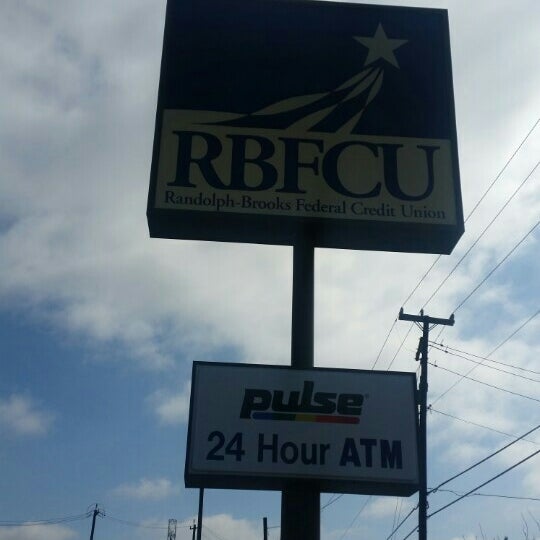 RBFCU
Randolph-Brooks Federal Credit Union
pulse®
24 Hour ATM